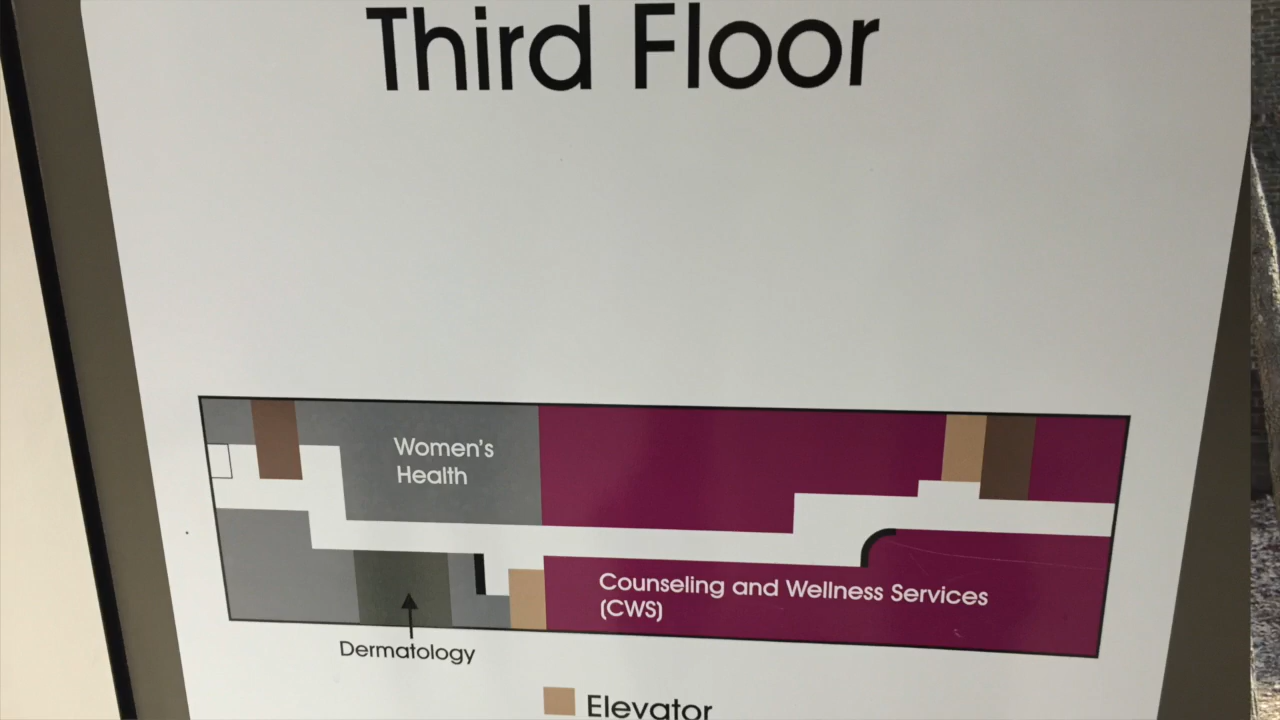 Third Floor
Women's
Health
Counseling and Wellness Services
(CWS)
Dermatology
Elevator